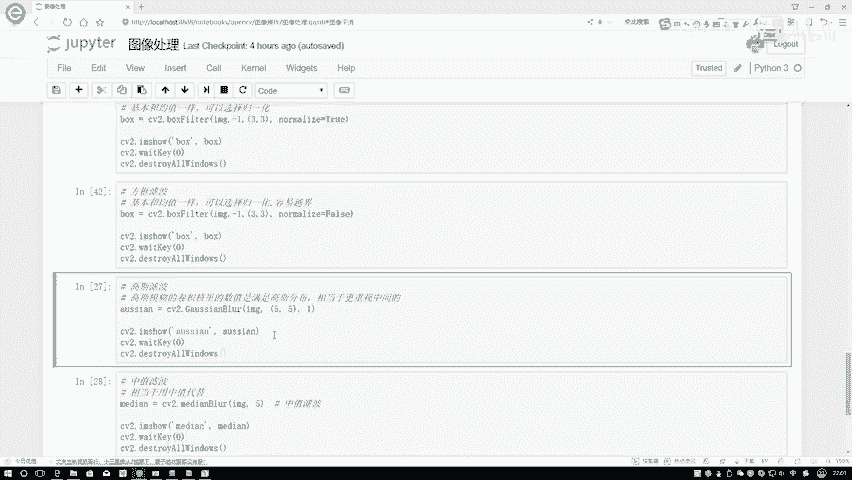 图像处理
http://localhost:8888/notebooks/opencv/图像操作/图像处理.ipynb#图像平滑
jupyter 图像处理 Last Checkpoint: 4 hours ago (autosaved)
Logout
File Edit View Insert Cell Kernel Widgets Help
Trusted Python 3
Code
# 基本和均值一样，可以选择归一化
box = cv2.boxFilter(img,-1,(3,3), normalize=True)
cv2.imshow('box', box)
cv2.waitKey(0)
cv2.destroyAllWindows()
In [42]:
# 方框滤波
# 基本和均值一样，可以选择归一化,容易越界
box = cv2.boxFilter(img,-1,(3,3), normalize=False)
cv2.imshow('box', box)
cv2.waitKey(0)
cv2.destroyAllWindows()
In [27]:
# 高斯滤波
# 高斯模糊的卷积核里的数值是满足高斯分布，相当于更重视中间的
aussian = cv2.GaussianBlur(img, (5, 5), 1)
cv2.imshow('aussian', aussian)
cv2.waitKey(0)
cv2.destroyAllWindows()
In [28]:
# 中值滤波
# 相当于用中值代替
median = cv2.medianBlur(img, 5) # 中值滤波
cv2.imshow('median', median)
cv2.waitKey(0)
cv2.destroyAllWindows()
22:01